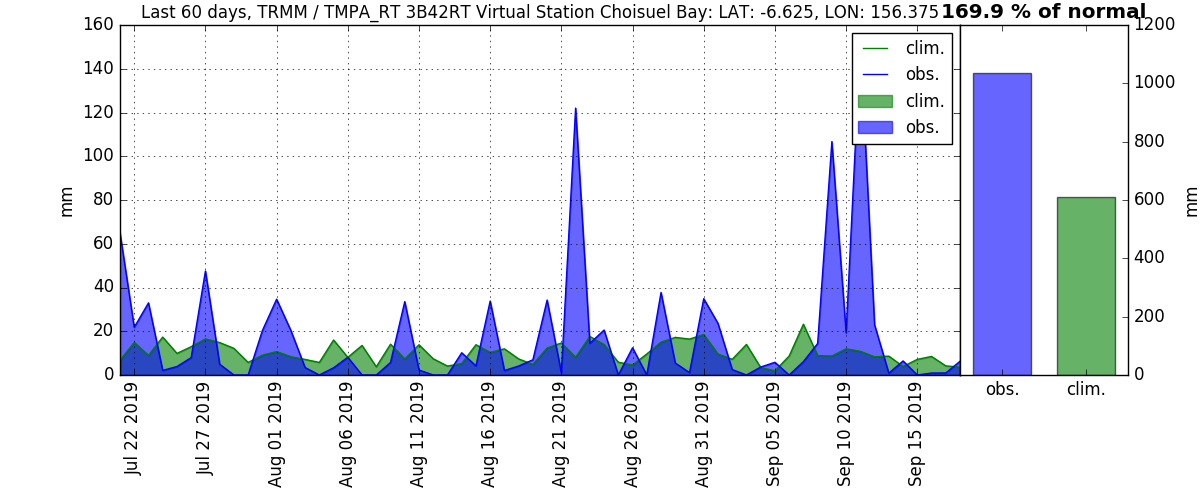 Last 60 days, TRMM / TMPA_RT 3B42RT Virtual Station Choisuel Bay: LAT: -6.625, LON: 156.375
169.9 % of normal
160
140
120
100
80
60
40
20
0
mm
clim.
obs.
clim.
obs.
1200
1000
800
600
400
200
0
mm
Jul 22 2019
Jul 27 2019
Aug 01 2019
Aug 06 2019
Aug 11 2019
Aug 16 2019
Aug 21 2019
Aug 26 2019
Aug 31 2019
Sep 05 2019
Sep 10 2019
Sep 15 2019
obs.
clim.